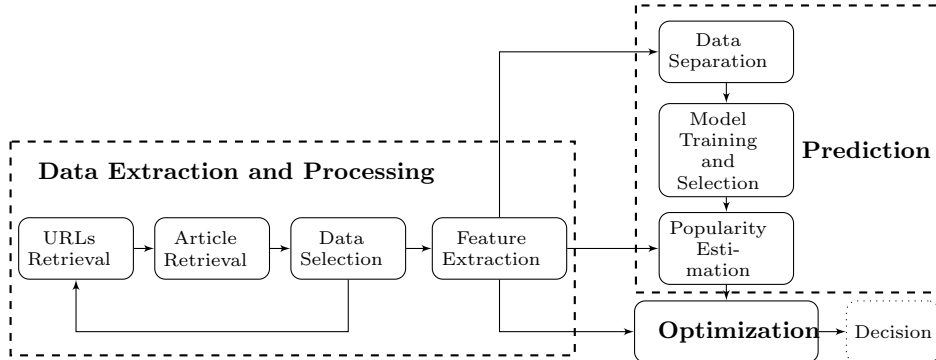 Data
Separation
Model
Training
and
Selection
Prediction
Data Extraction and Processing
URLs
Retrieval
Article
Retrieval
Data
Selection
Feature
Extraction
Popularity
Esti-
mation
Optimization
Decision